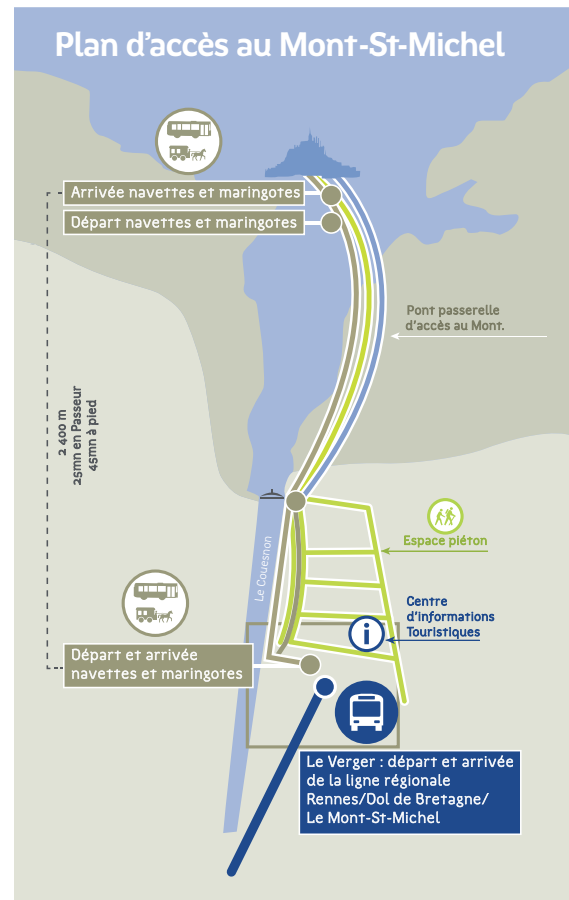 Plan d'accès au Mont-St-Michel
Arrivée navettes et maringotes
Départ navettes et maringotes
Pont passerelle
d'accès au Mont.
2 400 m
25mn en Passeur
45mn à pied
Espace piéton
Le Couesnon
Centre
d'Informations
Touristiques
i
Départ et arrivée
navettes et maringotes
Le Verger : départ et arrivée
de la ligne régionale
Rennes/Dol de Bretagne/
Le Mont-St-Michel